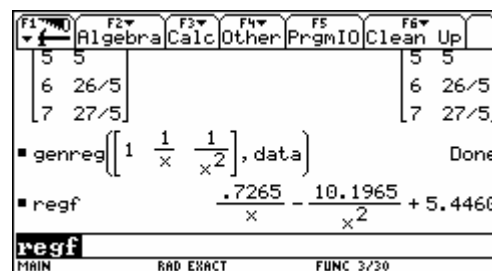 F1 F2 F3 F4 F5 F6
Algebra Calc Other PrgmIO Clean Up
5 5 5 5
6 26/5 6 26/5
7 27/5 7 27/5
genreg([1 1/x 1/x^2], data) Done
regf .7265/x - 10.1965/x^2 + 5.4460
regf
MAIN RAD EXACT FUNC 3/30